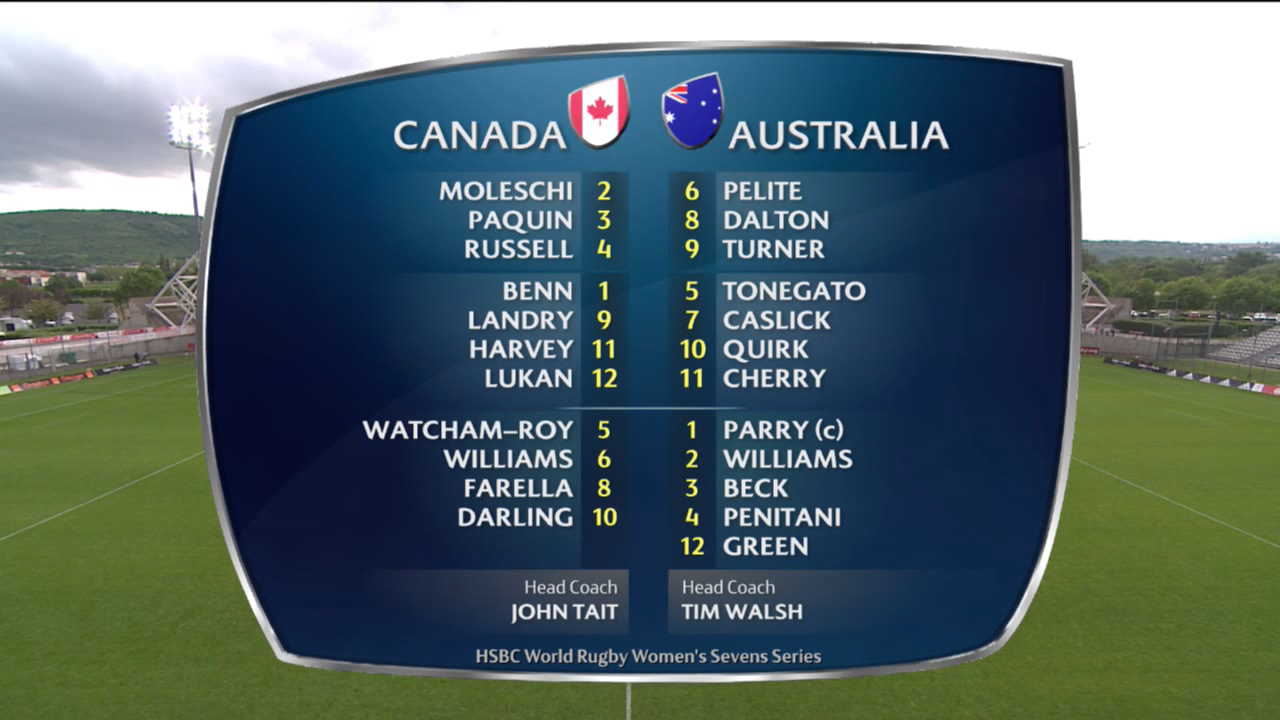 CANADA AUSTRALIA
MOLESCHI 2 6 PELITE
PAQUIN 3 8 DALTON
RUSSELL 4 9 TURNER
BENN 1 5 TONEGATO
LANDRY 9 7 CASLICK
HARVEY 11 10 QUIRK
LUKAN 12 11 CHERRY
WATCHAM–ROY 5 1 PARRY (c)
WILLIAMS 6 2 WILLIAMS
FARELLA 8 3 BECK
DARLING 10 4 PENITANI
12 GREEN
Head Coach Head Coach
JOHN TAIT TIM WALSH
HSBC World Rugby Women's Sevens Series